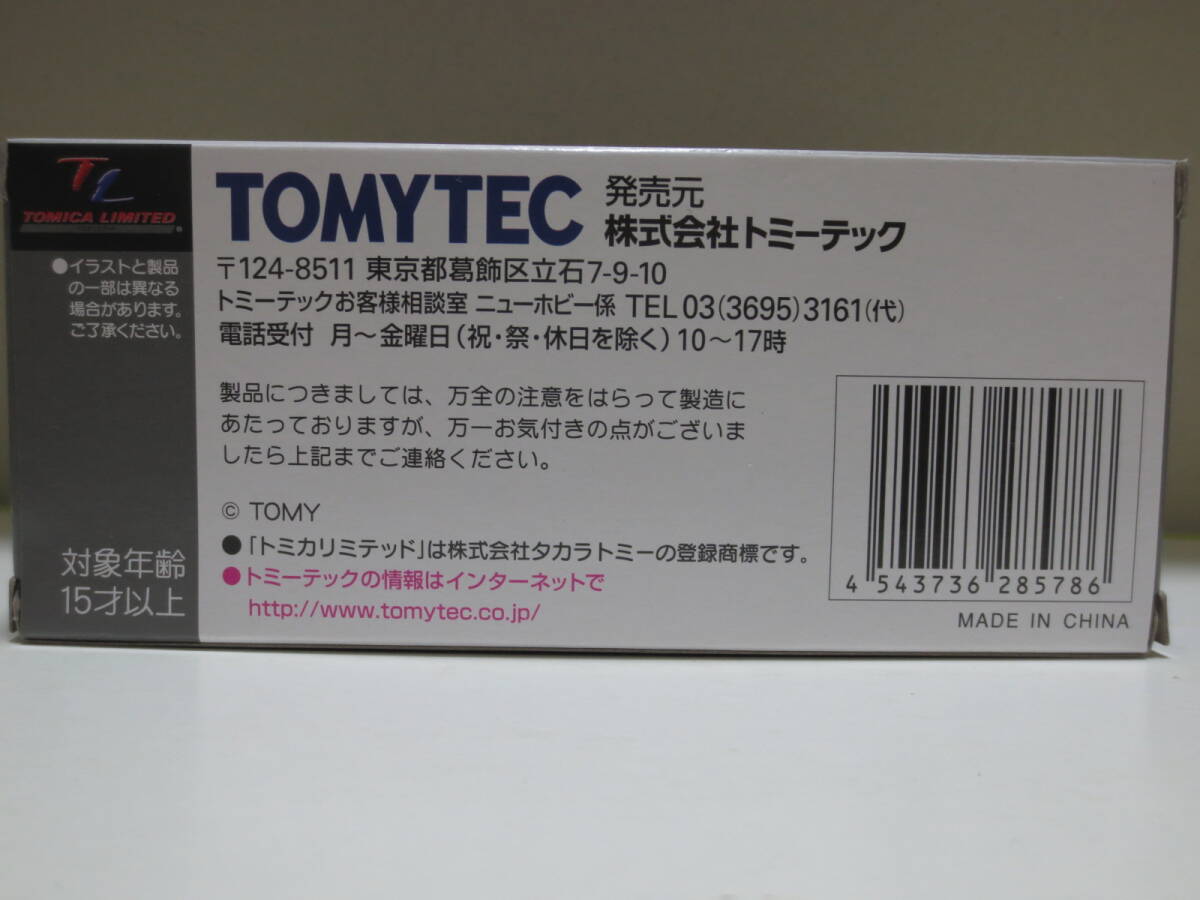 TL
TOMICA LIMITED
●イラストと製品
の一部は異なる
場合があります。
ご了承ください。
対象年齢
15才以上
TOMYTEC
発売元
株式会社トミーテック
〒124-8511 東京都葛飾区立石7-9-10
トミーテックお客様相談室 ニューホビー係 TEL 03(3695)3161(代)
電話受付 月～金曜日(祝・祭・休日を除く)10～17時
製品につきましては、万全の注意をはらって製造に
あたっておりますが、万一お気付きの点がございま
したら上記までご連絡ください。
© TOMY
●「トミカリミテッド」は株式会社タカラトミーの登録商標です。
●トミーテックの情報はインターネットで
http://www.tomytec.co.jp/
4 543736 285786
MADE IN CHINA